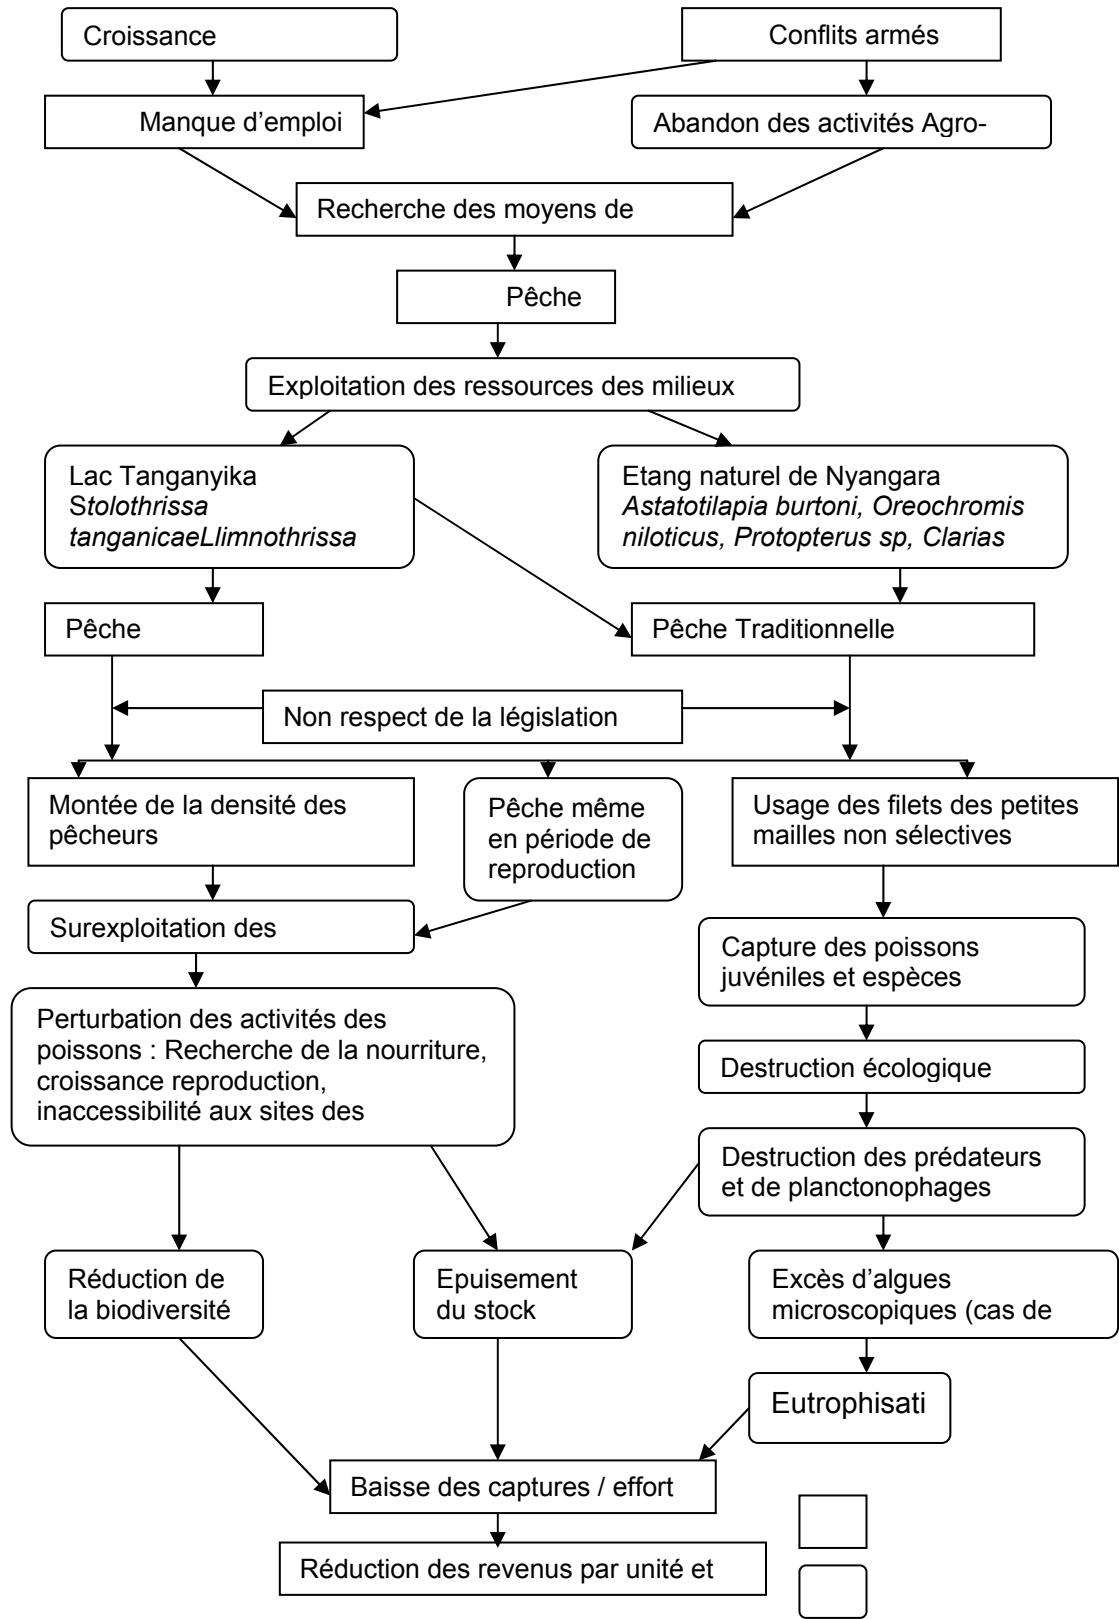 Croissance
Conflits armés
Manque d’emploi
Abandon des activités Agro-
Recherche des moyens de
Pêche
Exploitation des ressources des milieux
Lac Tanganyika
Stolothrissa
tanganicaeLlimnothrissa
Etang naturel de Nyangara
Astatotilapia burtoni, Oreochromis
niloticus, Protopterus sp, Clarias
Pêche
Pêche Traditionnelle
Non respect de la législation
Montée de la densité des
pêcheurs
Pêche même
en période de
reproduction
Usage des filets des petites
mailles non sélectives
Surexploitation des
Capture des poissons
juvéniles et espèces
Perturbation des activités des
poissons : Recherche de la nourriture,
croissance reproduction,
inaccessibilité aux sites des
Destruction écologique
Destruction des prédateurs
et de planctonophages
Réduction de
la biodiversité
Epuisement
du stock
Excès d’algues
microscopiques (cas de
Eutrophisati
Baisse des captures / effort
Réduction des revenus par unité et